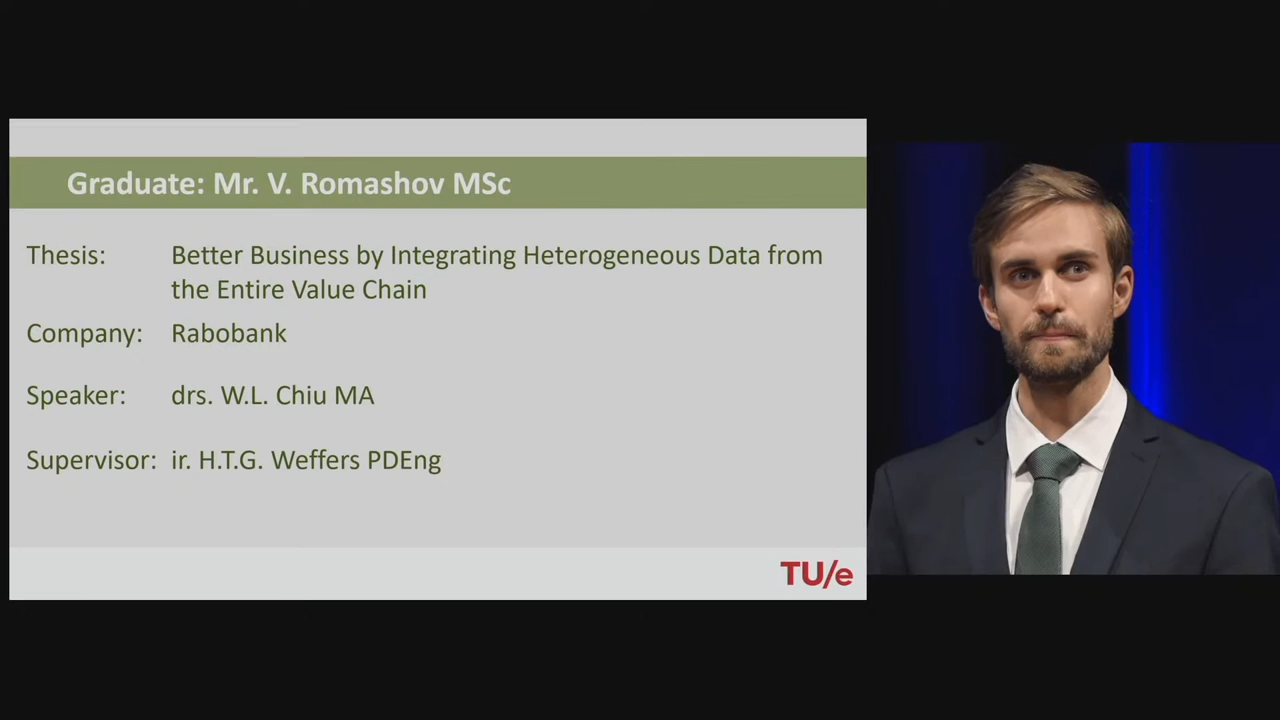 Graduate: Mr. V. Romashov MSc
Thesis: Better Business by Integrating Heterogeneous Data from
the Entire Value Chain
Company: Rabobank
Speaker: drs. W.L. Chiu MA
Supervisor: ir. H.T.G. Weffers PDEng
TU/e